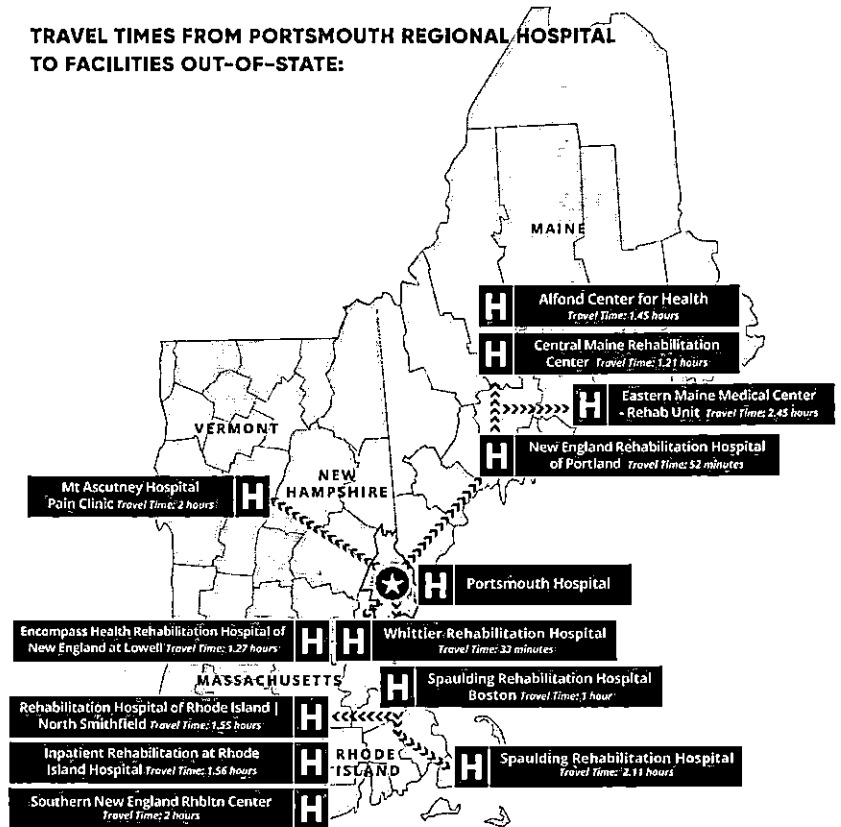 TRAVEL TIMES FROM PORTSMOUTH REGIONAL HOSPITAL
TO FACILITIES OUT-OF-STATE:
MAINE
H Alfond Center for Health
Travel Time: 1.45 hours
H Central Maine Rehabilitation
Center Travel Time: 1.21 hours
H Eastern Maine Medical Center
- Rehab Unit Travel Time: 2.45 hours
VERMONT
H New England Rehabilitation Hospital
of Portland Travel Time: 52 minutes
NEW
HAMPSHIRE
Mt Ascutney Hospital H
Pain Clinic Travel Time: 2 hours
H Portsmouth Hospital
Encompass Health Rehabilitation Hospital of H
New England at Lowell Travel Time: 1.27 hours
H Whittier Rehabilitation Hospital
Travel Time: 33 minutes
MASSACHUSETTS
H Spaulding Rehabilitation Hospital
Boston Travel Time: 1 hour
Rehabilitation Hospital of Rhode Island | H
North Smithfield Travel Time: 1.55 hours
Inpatient Rehabilitation at Rhode H
Island Hospital Travel Time: 1.56 hours
RHODE
ISLAND
H Spaulding Rehabilitation Hospital
Travel Time: 2.11 hours
Southern New England Rhbltn Center H
Travel Time: 2 hours